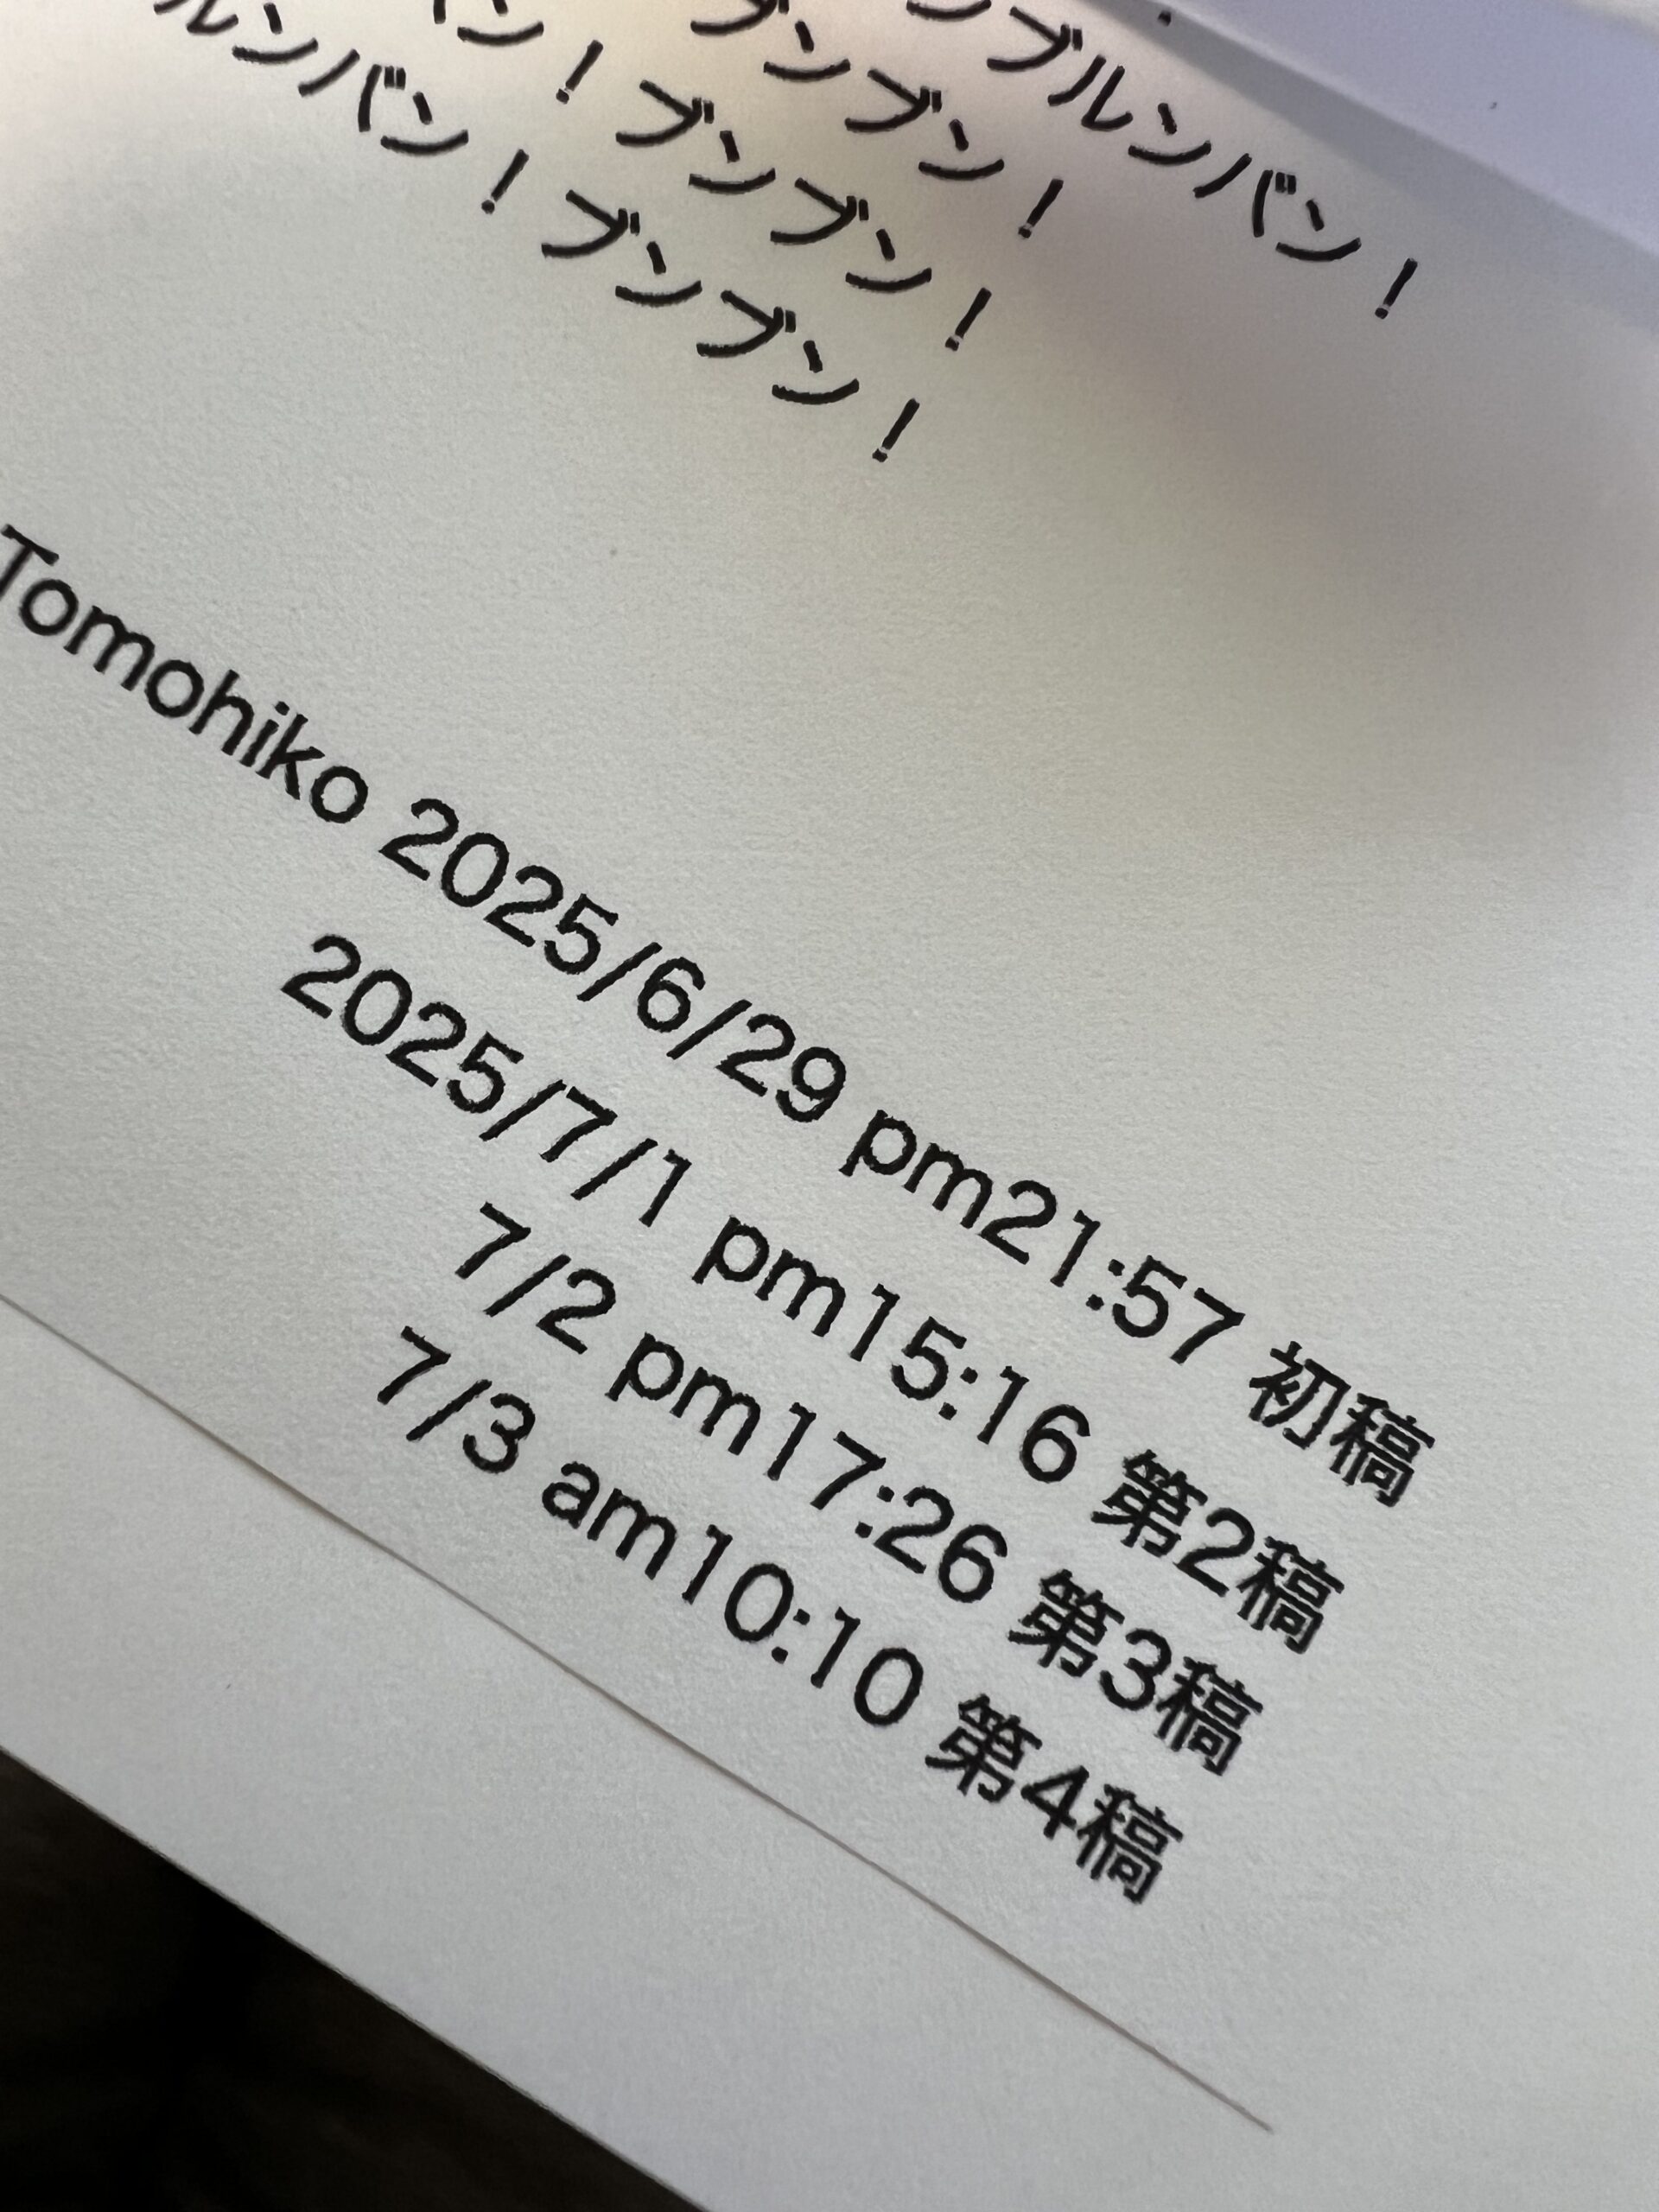 ンブルンバン！
ブンブン！
ン！ブンブン！
ルンバン！ブンブン！
Tomohiko 2025/6/29 pm21:57 初稿
2025/7/1 pm15:16 第2稿
7/2 pm17:26 第3稿
7/3 am10:10 第4稿